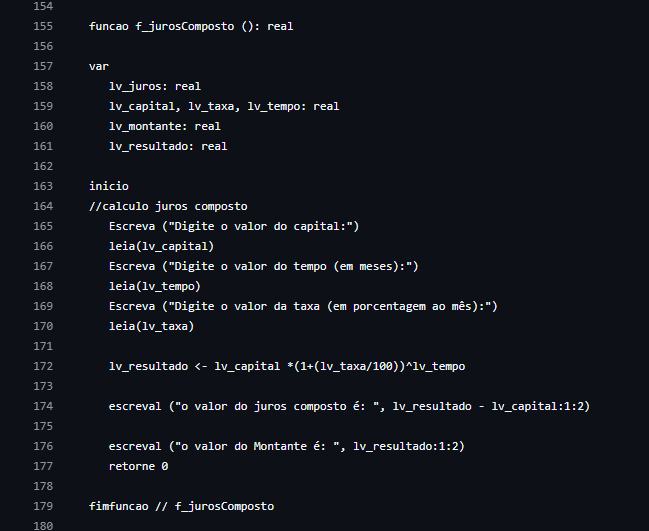 154
155 funcao f_jurosComposto (): real
156
157 var
158 lv_juros: real
159 lv_capital, lv_taxa, lv_tempo: real
160 lv_montante: real
161 lv_resultado: real
162
163 inicio
164 //calculo juros composto
165 Escreva ("Digite o valor do capital:")
166 leia(lv_capital)
167 Escreva ("Digite o valor do tempo (em meses):")
168 leia(lv_tempo)
169 Escreva ("Digite o valor da taxa (em porcentagem ao mês):")
170 leia(lv_taxa)
171
172 lv_resultado <- lv_capital *(1+(lv_taxa/100))^lv_tempo
173
174 escreval ("o valor do juros composto é: ", lv_resultado - lv_capital:1:2)
175
176 escreval ("o valor do Montante é: ", lv_resultado:1:2)
177 retorne 0
178
179 fimfuncao // f_jurosComposto
180